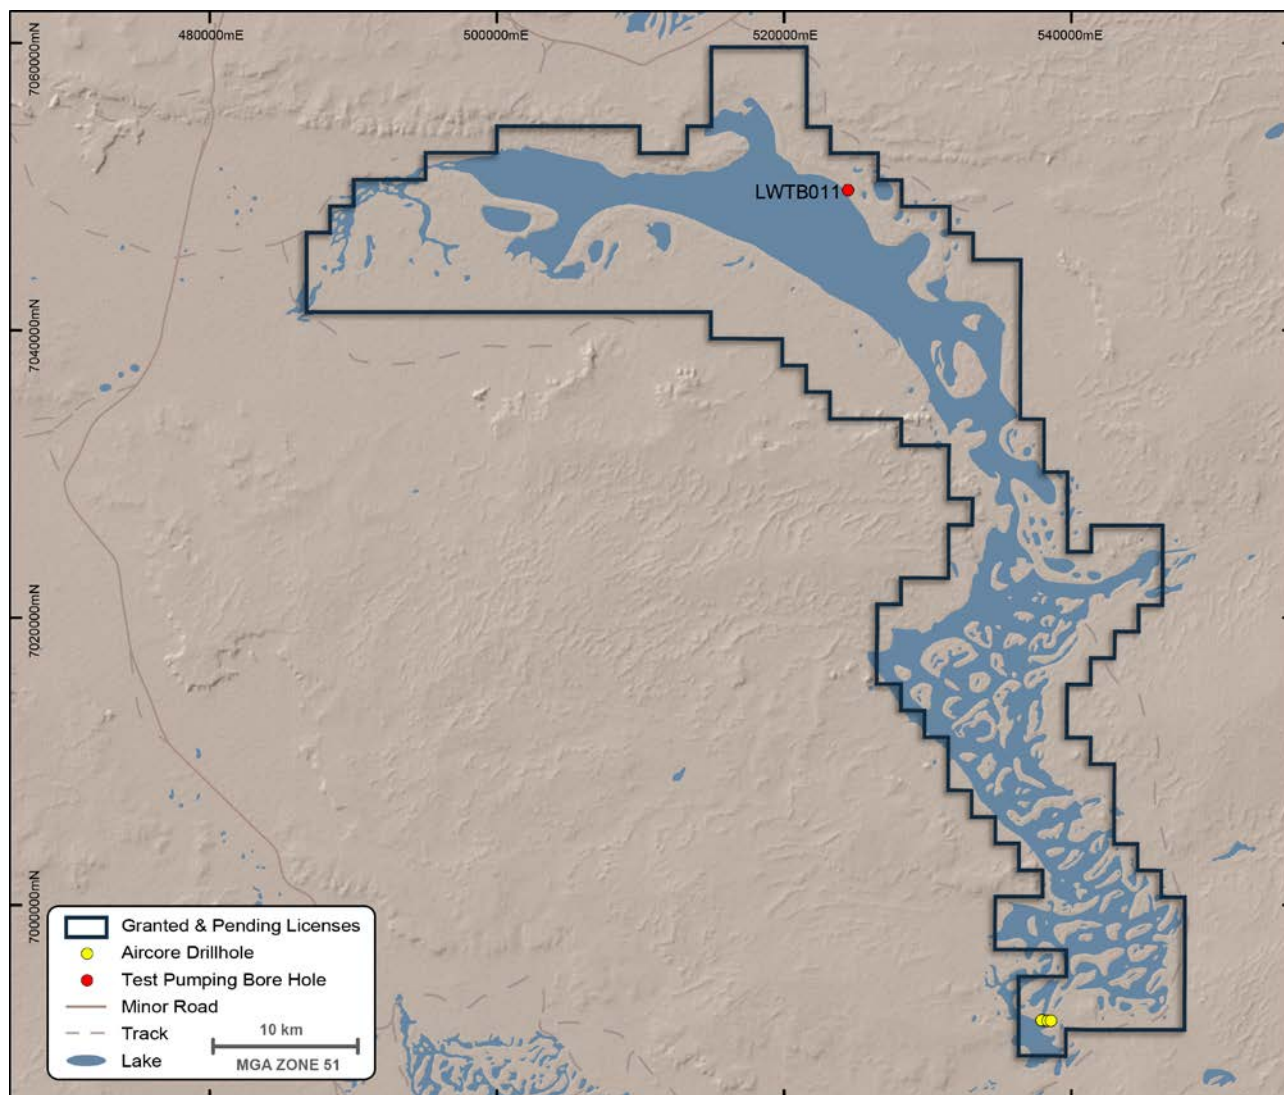 480000mE
500000mE
520000mE
540000mE
7060000mN
LWTB011
7040000mN
7020000mN
7000000mN
Granted & Pending Licenses
Aircore Drillhole
Test Pumping Bore Hole
Minor Road
Track
Lake
10 km
MGA ZONE 51